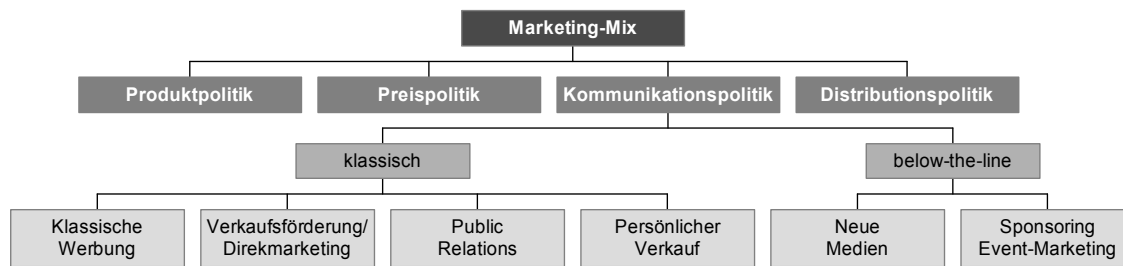 Marketing-Mix
Produktpolitik
Preispolitik
Kommunikationspolitik
Distributionspolitik
klassisch
below-the-line
Klassische
Werbung
Verkaufsförderung/
Direkmarketing
Public
Relations
Persönlicher
Verkauf
Neue
Medien
Sponsoring
Event-Marketing